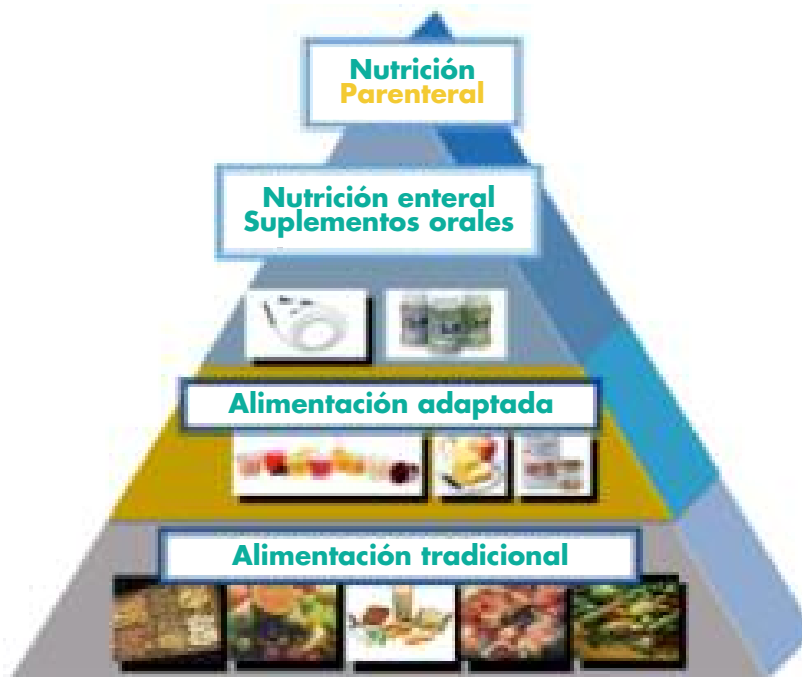 Nutrición
Parenteral
Nutrición enteral
Suplementos orales
Alimentación adaptada
Alimentación tradicional